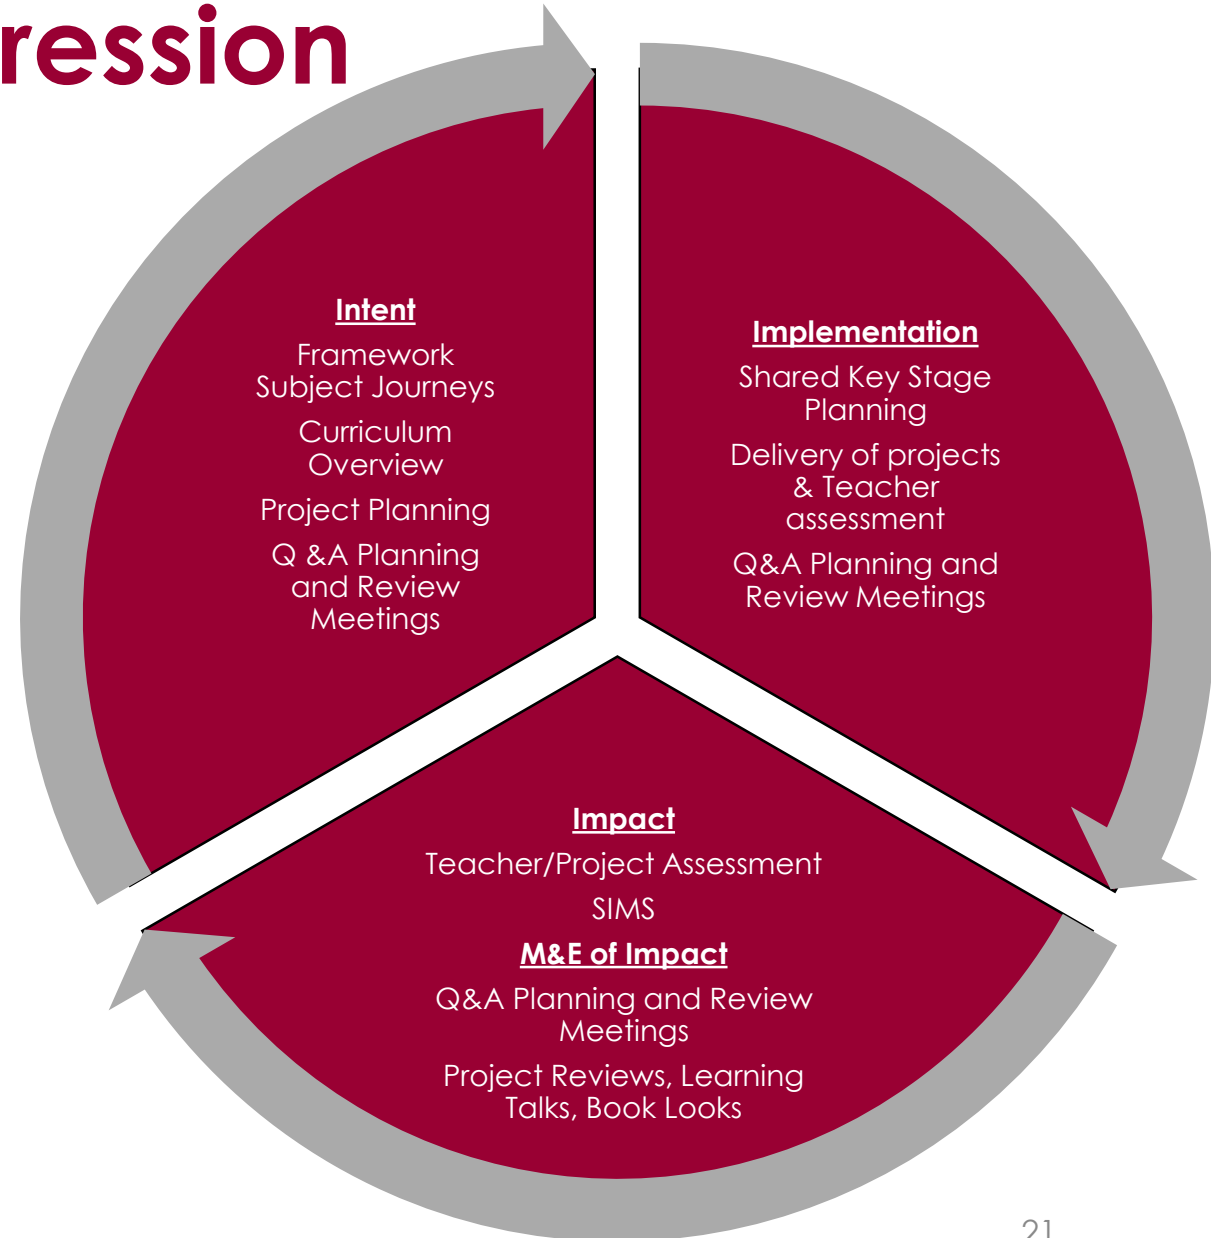 ression
Intent
Framework
Subject Journeys
Curriculum
Overview
Project Planning
Q &A Planning
and Review
Meetings
Implementation
Shared Key Stage
Planning
Delivery of projects
& Teacher
assessment
Q&A Planning and
Review Meetings
Impact
Teacher/Project Assessment
SIMS
M&E of Impact
Q&A Planning and Review
Meetings
Project Reviews, Learning
Talks, Book Looks
21